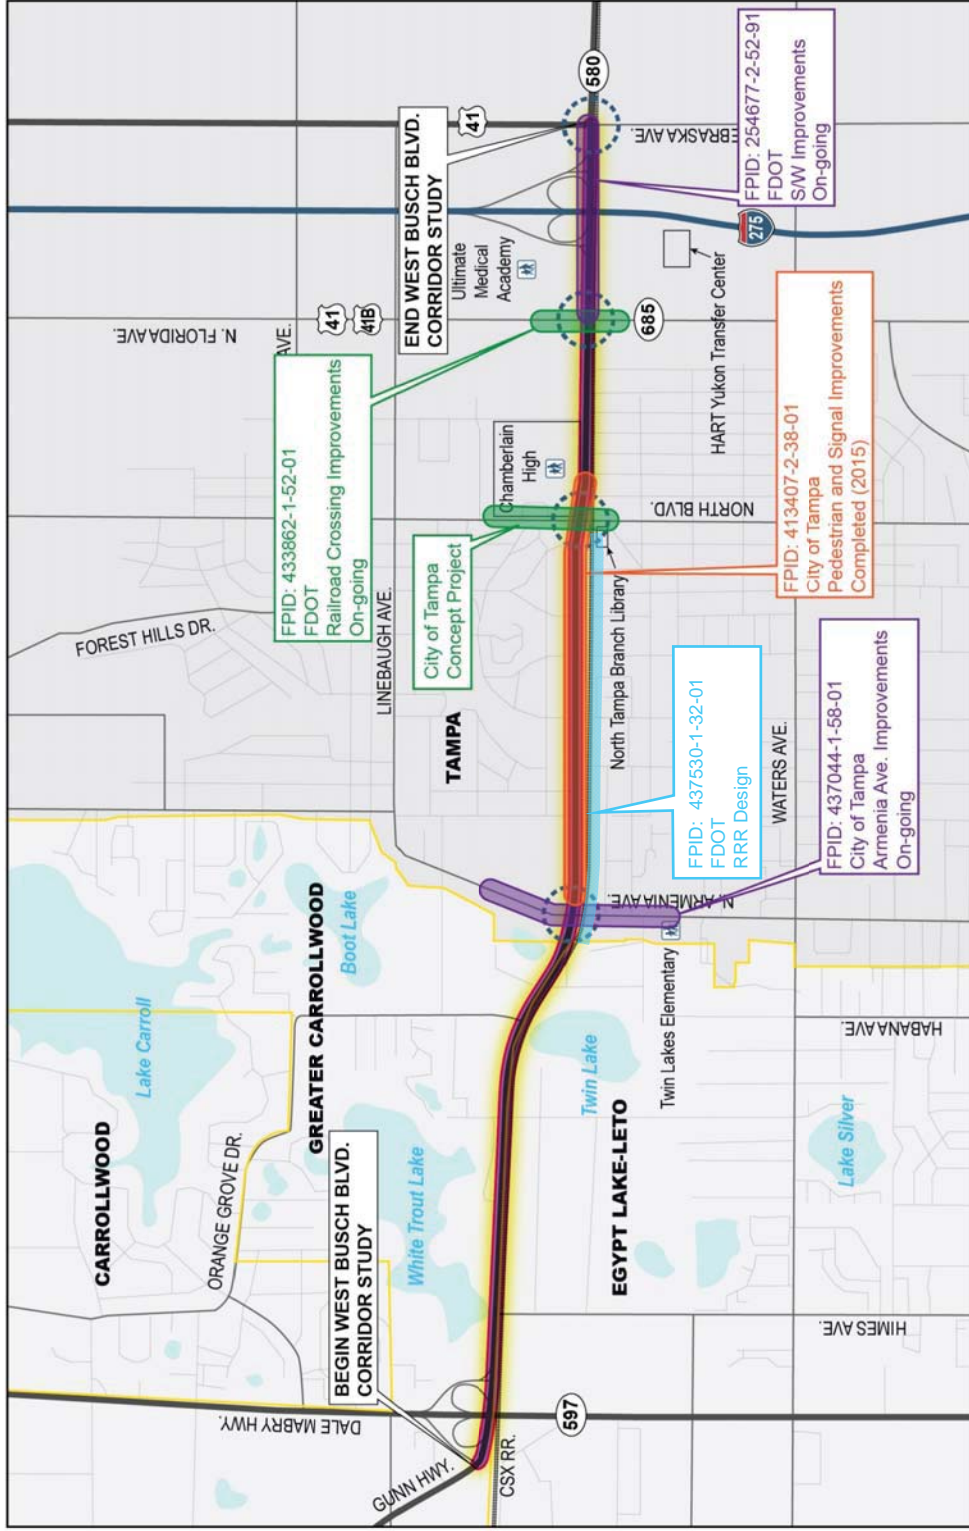 CARROLLWOOD
Lake Carroll
ORANGE GROVE DR.
GREATER CARROLLWOOD
Boot Lake
White Trout Lake
BEGIN WEST BUSCH BLVD.
CORRIDOR STUDY
DALE MABRY HWY.
GUNN HWY.
CSX RR.
597
EGYPT LAKE-LETO
Twin Lake
Twin Lakes Elementary
Lake Silver
HIMES AVE.
HABANA AVE.
FOREST HILLS DR.
LINEBAUGH AVE.
TAMPA
N. ARMENIA AVE.
WATERS AVE.
FPID: 433862-1-52-01
FDOT
Railroad Crossing Improvements
On-going
AVE.
City of Tampa
Concept Project
Chamberlain
High
North Tampa Branch Library
NORTH BLVD.
FPID: 437530-1-32-01
FDOT
RRR Design
FPID: 437044-1-58-01
City of Tampa
Armenia Ave. Improvements
On-going
FPID: 413407-2-38-01
City of Tampa
Pedestrian and Signal Improvements
Completed (2015)
N. FLORIDA AVE.
41
41B
685
Ultimate
Medical
Academy
END WEST BUSCH BLVD.
CORRIDOR STUDY
41
580
EBRASKA AVE.
275
HART Yukon Transfer Center
FPID: 254677-2-52-91
FDOT
S/W Improvements
On-going